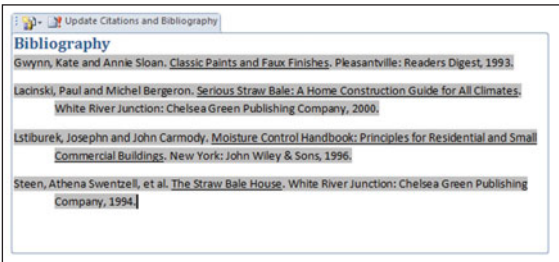 Update Citations and Bibliography
Bibliography
Gwynn, Kate and Annie Sloan. Classic Paints and Faux Finishes. Pleasantville: Readers Digest, 1993.
Lacinski, Paul and Michel Bergeron. Serious Straw Bale: A Home Construction Guide for All Climates.
White River Junction: Chelsea Green Publishing Company, 2000.
Lstiburek, Josephn and John Carmody. Moisture Control Handbook: Principles for Residential and Small
Commercial Buildings. New York: John Wiley & Sons, 1996.
Steen, Athena Swentzell, et al. The Straw Bale House. White River Junction: Chelsea Green Publishing
Company, 1994.